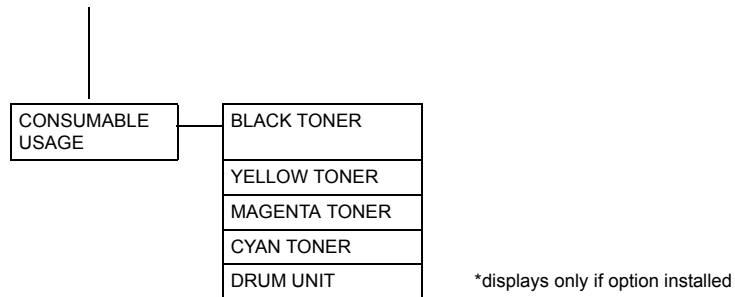 CONSUMABLE
USAGE
BLACK TONER
YELLOW TONER
MAGENTA TONER
CYAN TONER
DRUM UNIT
*displays only if option installed